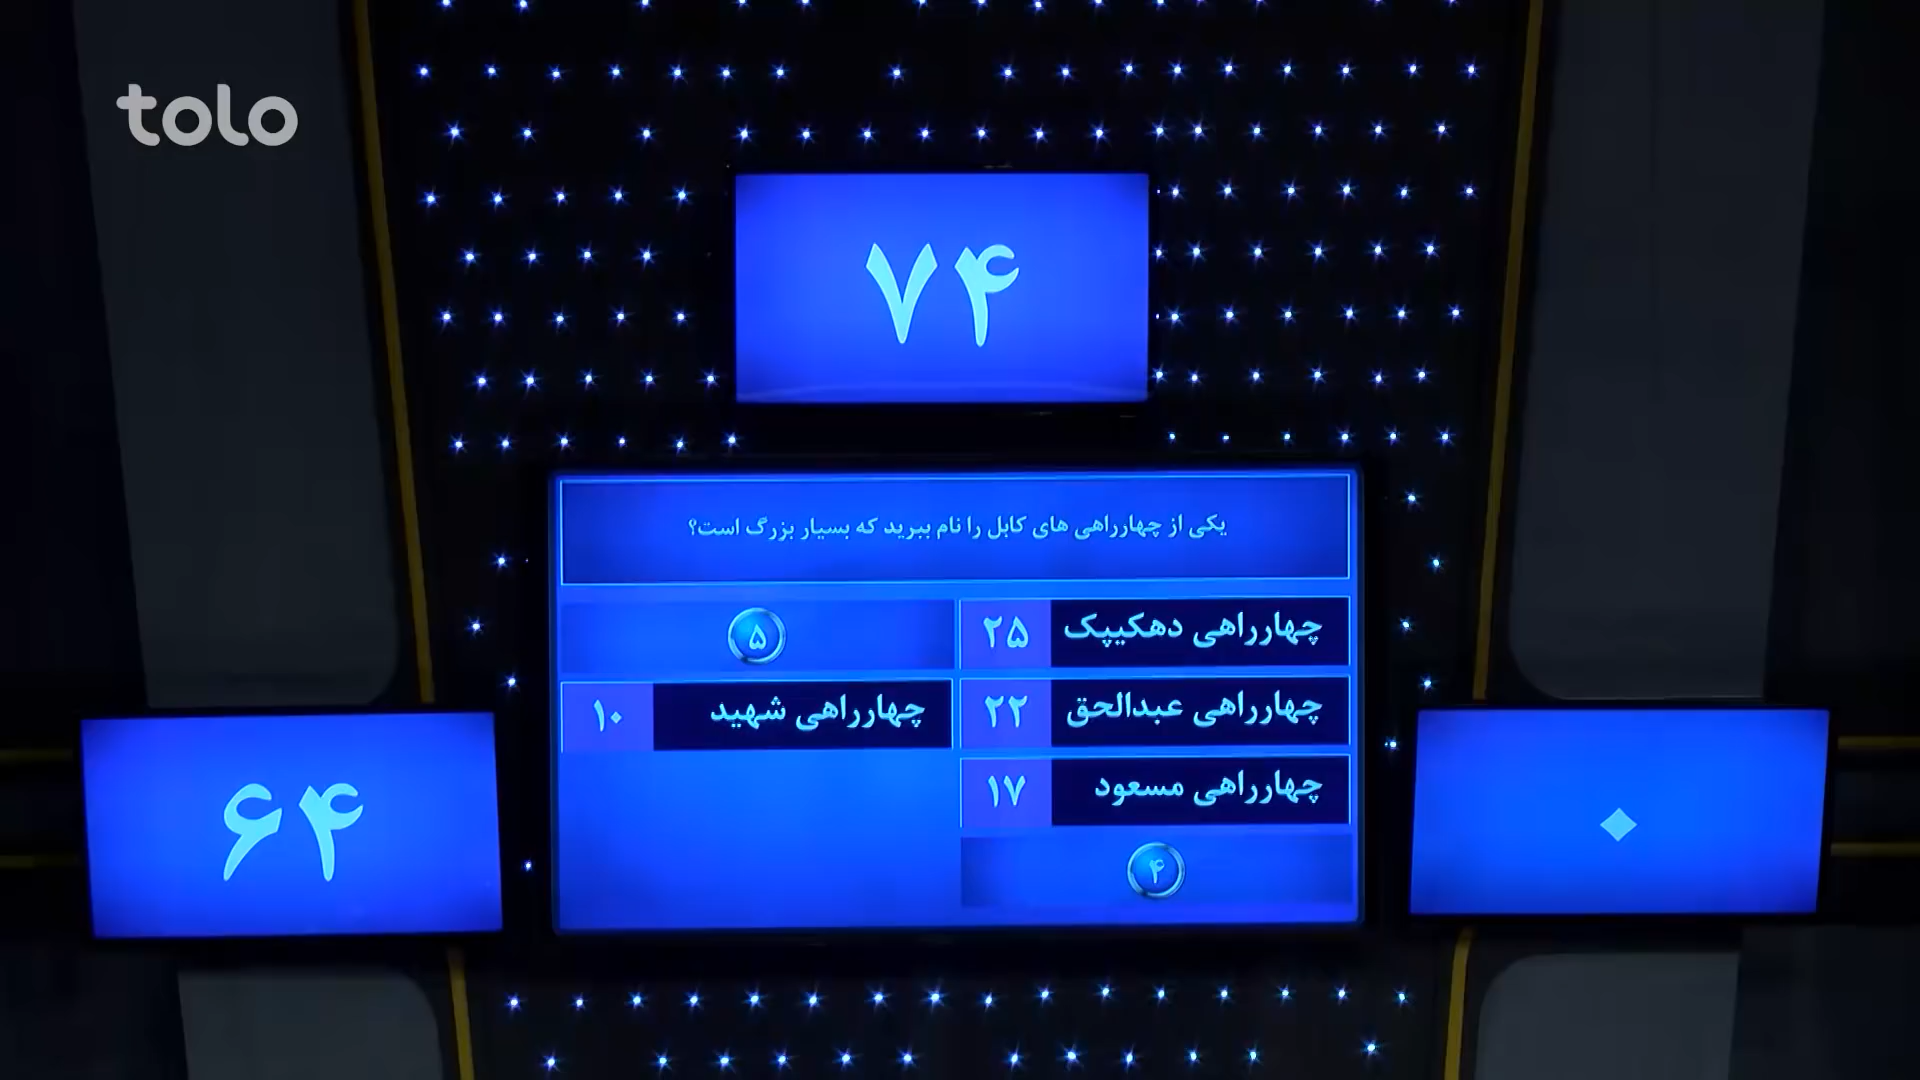 tolo
۷۴
یکی از چهارراهی های کابل را نام ببرید که بسیار بزرگ است؟
چهارراهی دهکیپک ۲۵
چهارراهی عبدالحق ۲۲
چهارراهی مسعود ۱۷
۴
۵
چهارراهی شهید ۱۰
۶۴
۰